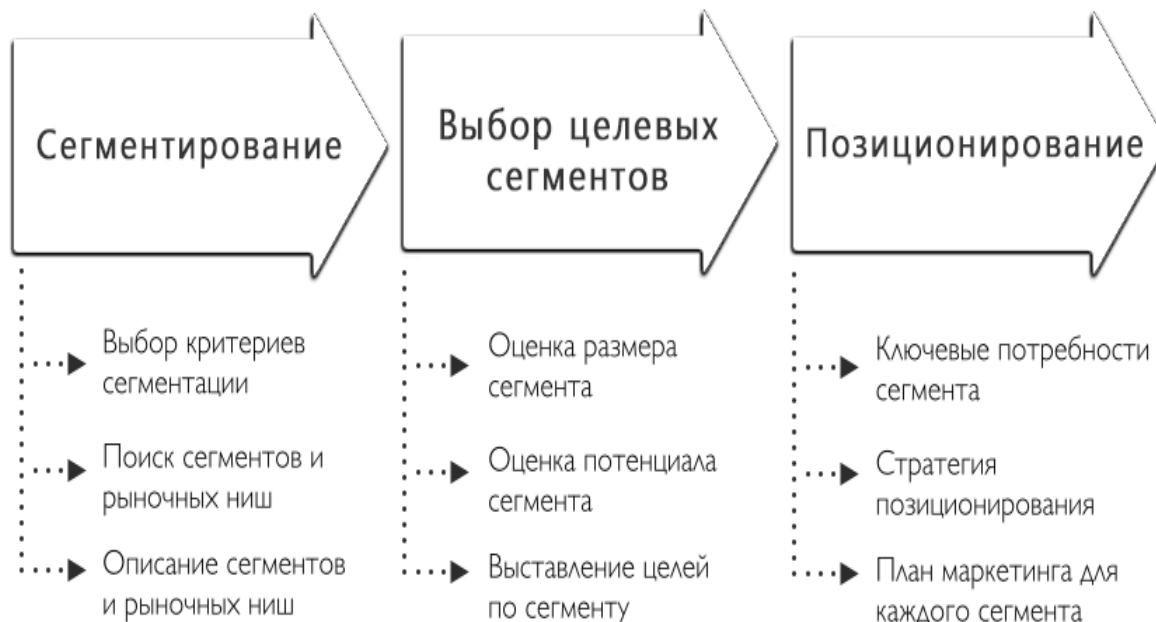 Сегментирование
Выбор критериев
сегментации
Поиск сегментов и
рыночных ниш
Описание сегментов
и рыночных ниш
Выбор целевых
сегментов
Оценка размера
сегмента
Оценка потенциала
сегмента
Выставление целей
по сегменту
Позиционирование
Ключевые потребности
сегмента
Стратегия
позиционирования
План маркетинга для
каждого сегмента